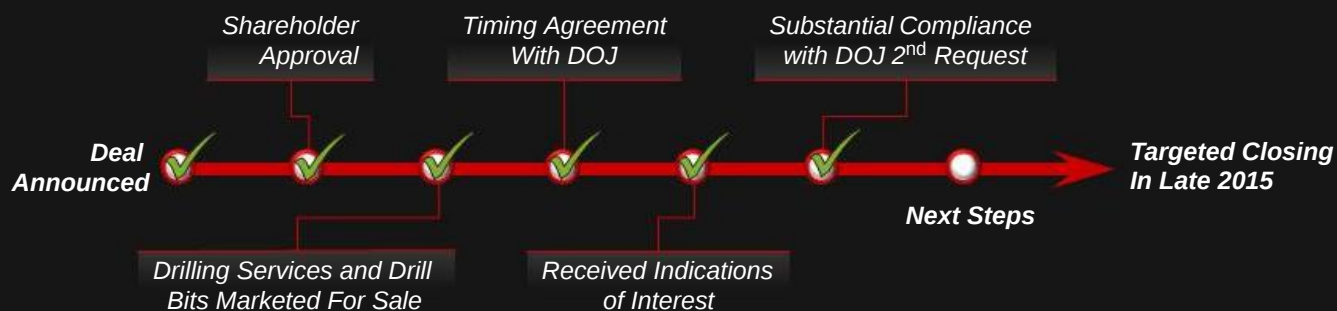 Shareholder
Approval
Timing Agreement
With DOJ
Substantial Compliance
with DOJ 2nd Request
Deal
Announced
Targeted Closing
In Late 2015
Next Steps
Drilling Services and Drill
Bits Marketed For Sale
Received Indications
of Interest